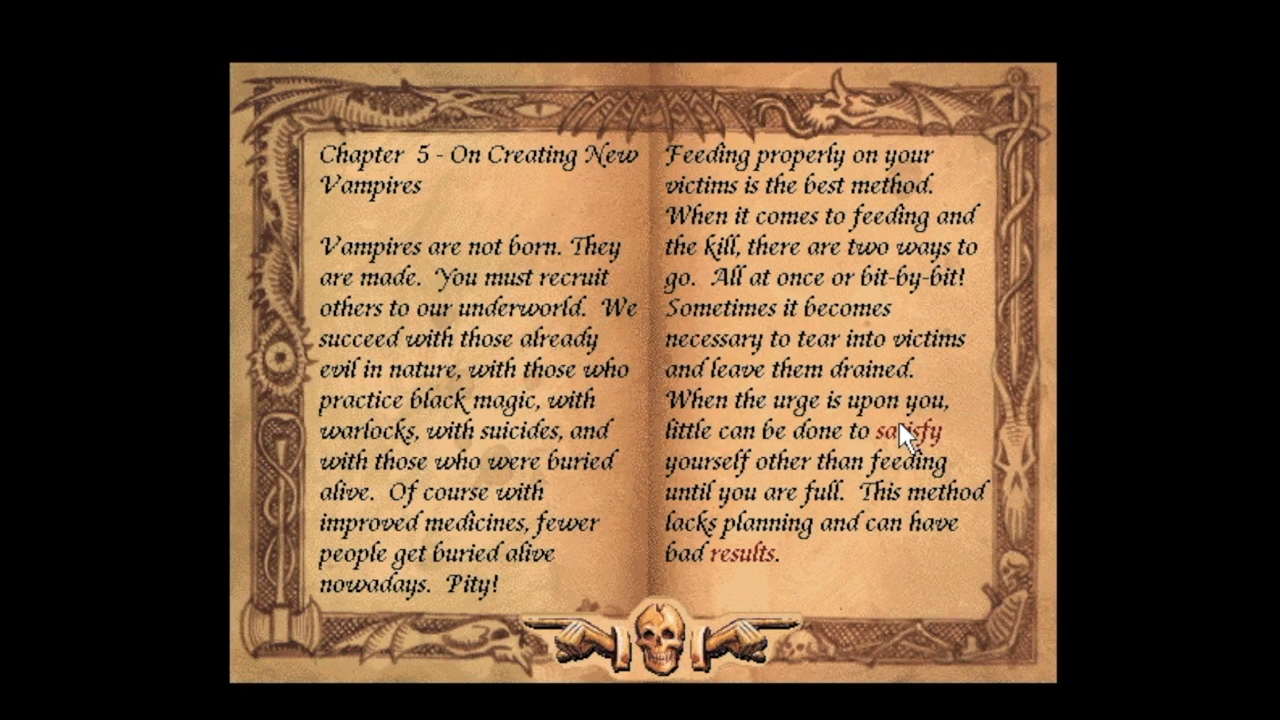 Chapter 5 - On Creating New
Vampires
Vampires are not born. They
are made. You must recruit
others to our underworld. We
succeed with those already
evil in nature, with those who
practice black magic, with
warlocks, with suicides, and
with those who were buried
alive. Of course with
improved medicines, fewer
people get buried alive
nowadays. Pity!
Feeding properly on your
victims is the best method.
When it comes to feeding and
the kill, there are two ways to
go. All at once or bit-by-bit!
Sometimes it becomes
necessary to tear into victims
and leave them drained.
When the urge is upon you,
little can be done to satisfy
yourself other than feeding
until you are full. This method
lacks planning and can have
bad results.